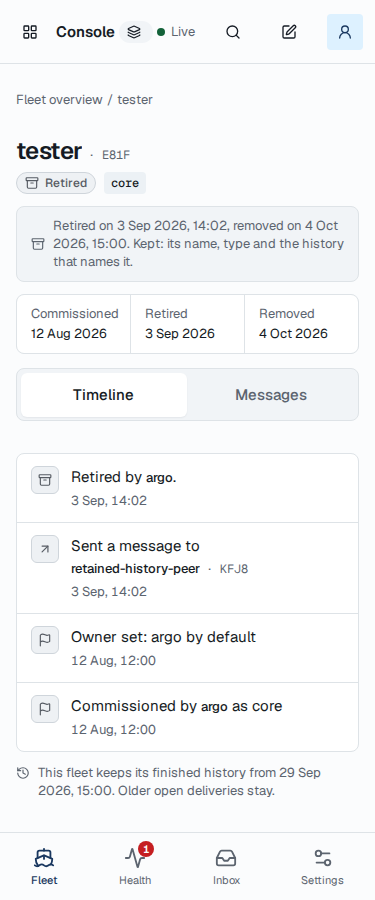 Console
Live
Fleet overview / tester
tester · E81F
Retired core
Retired on 3 Sep 2026, 14:02, removed on 4 Oct
2026, 15:00. Kept: its name, type and the history
that names it.
Commissioned Retired Removed
12 Aug 2026 3 Sep 2026 4 Oct 2026
Timeline Messages
Retired by argo.
3 Sep, 14:02
Sent a message to
retained-history-peer · KFJ8
3 Sep, 14:02
Owner set: argo by default
12 Aug, 12:00
Commissioned by argo as core
12 Aug, 12:00
This fleet keeps its finished history from 29 Sep
2026, 15:00. Older open deliveries stay.
1
Fleet Health Inbox Settings